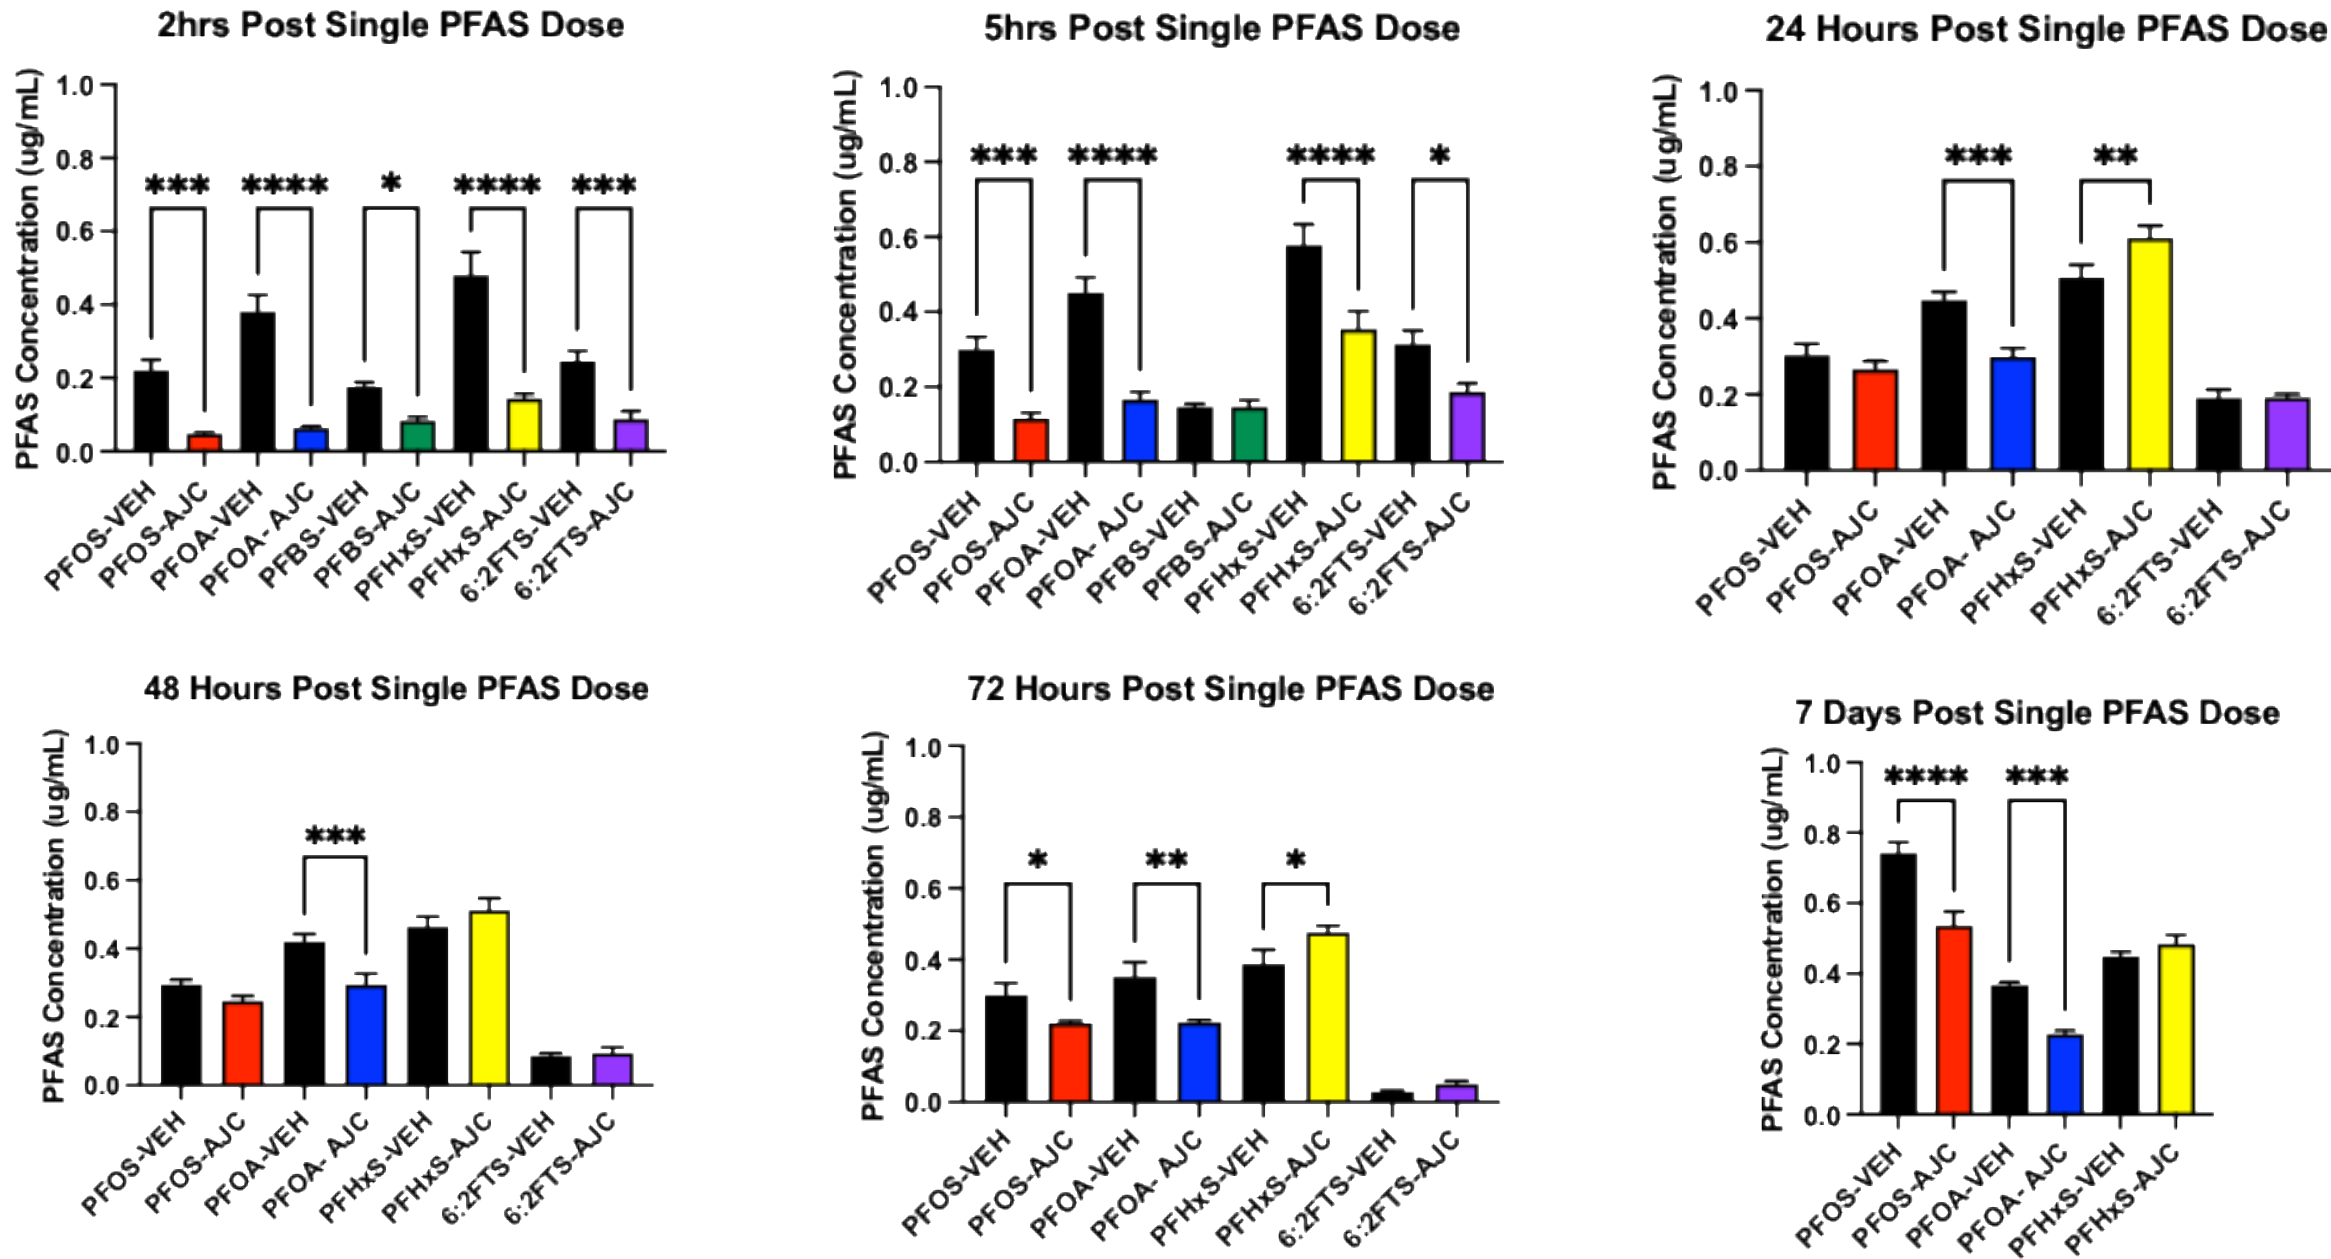 2hrs Post Single PFAS Dose
PFAS Concentration (ug/mL)
1.0
0.8
0.6
0.4
0.2
0.0
*** **** * **** ***
PFOS-VEH
PFOS-AJC
PFOA-VEH
PFOA- AJC
PFBS-VEH
PFBS-AJC
PFHxS-VEH
PFHxS-AJC
6:2FTS-VEH
6:2FTS-AJC
5hrs Post Single PFAS Dose
PFAS Concentration (ug/mL)
1.0
0.8
0.6
0.4
0.2
0.0
*** **** **** *
PFOS-VEH
PFOS-AJC
PFOA-VEH
PFOA- AJC
PFBS-VEH
PFBS-AJC
PFHxS-VEH
PFHxS-AJC
6:2FTS-VEH
6:2FTS-AJC
24 Hours Post Single PFAS Dose
PFAS Concentration (ug/mL)
1.0
0.8
0.6
0.4
0.2
0.0
*** **
PFOS-VEH
PFOS-AJC
PFOA-VEH
PFOA- AJC
PFHxS-VEH
PFHxS-AJC
6:2FTS-VEH
6:2FTS-AJC
48 Hours Post Single PFAS Dose
PFAS Concentration (ug/mL)
1.0
0.8
0.6
0.4
0.2
0.0
***
PFOS-VEH
PFOS-AJC
PFOA-VEH
PFOA- AJC
PFHxS-VEH
PFHxS-AJC
6:2FTS-VEH
6:2FTS-AJC
72 Hours Post Single PFAS Dose
PFAS Concentration (ug/mL)
1.0
0.8
0.6
0.4
0.2
0.0
* ** *
PFOS-VEH
PFOS-AJC
PFOA-VEH
PFOA- AJC
PFHxS-VEH
PFHxS-AJC
6:2FTS-VEH
6:2FTS-AJC
7 Days Post Single PFAS Dose
PFAS Concentration (ug/mL)
1.0
0.8
0.6
0.4
0.2
0.0
**** ***
PFOS-VEH
PFOS-AJC
PFOA-VEH
PFOA- AJC
PFHxS-VEH
PFHxS-AJC